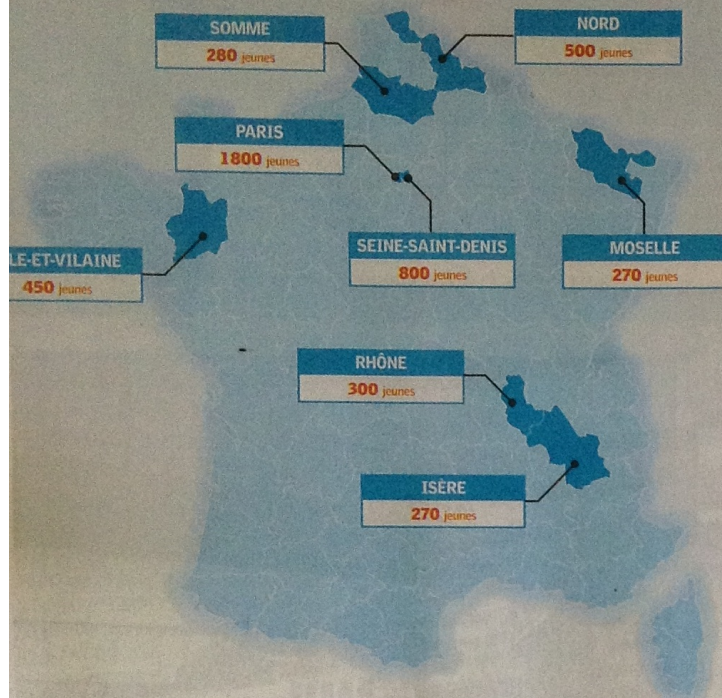 SOMME
280 jeunes
NORD
500 jeunes
PARIS
1800 jeunes
LE-ET-VILAINE
450 jeunes
SEINE-SAINT-DENIS
800 jeunes
MOSELLE
270 jeunes
RHÔNE
300 jeunes
ISÈRE
270 jeunes